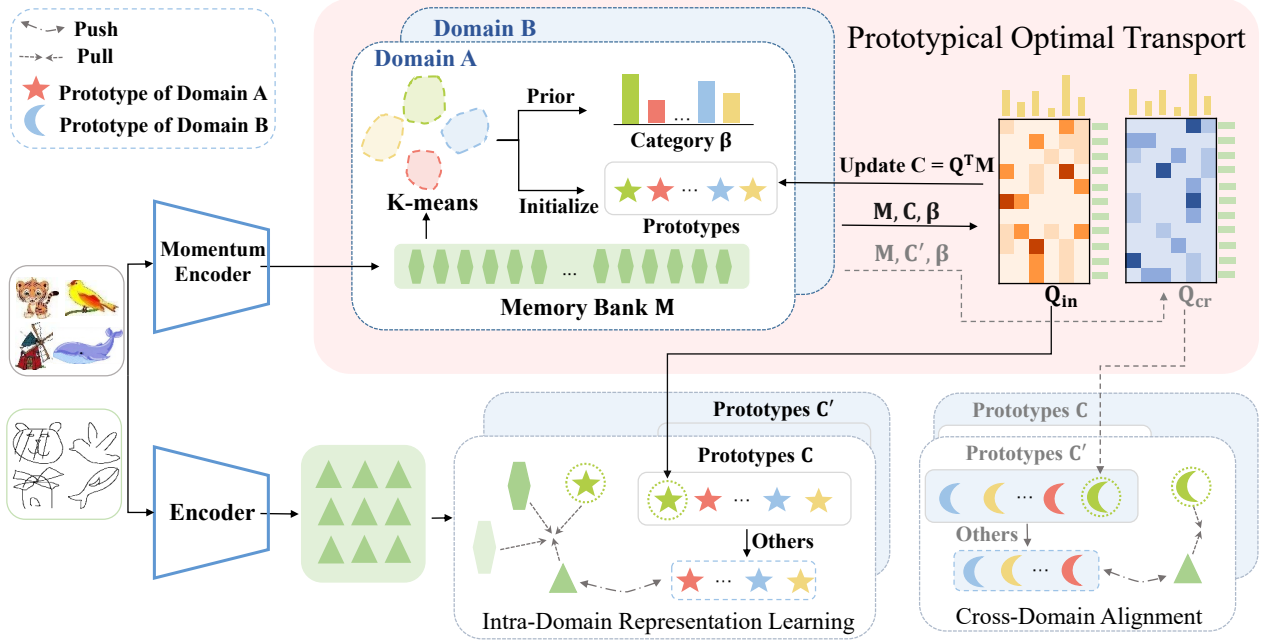 Push
Pull
Prototype of Domain A
Prototype of Domain B
Domain B
Domain A
Prototypical Optimal Transport
Prior
...
Category β
K-means
Initialize
...
Prototypes
Update C = QᵀM
M, C, β
M, C′, β
Momentum
Encoder
...
Memory Bank M
Q_in
Q_cr
Encoder
Prototypes C′
Prototypes C
...
Others
...
Intra-Domain Representation Learning
Prototypes C
Prototypes C′
...
Others
...
Cross-Domain Alignment